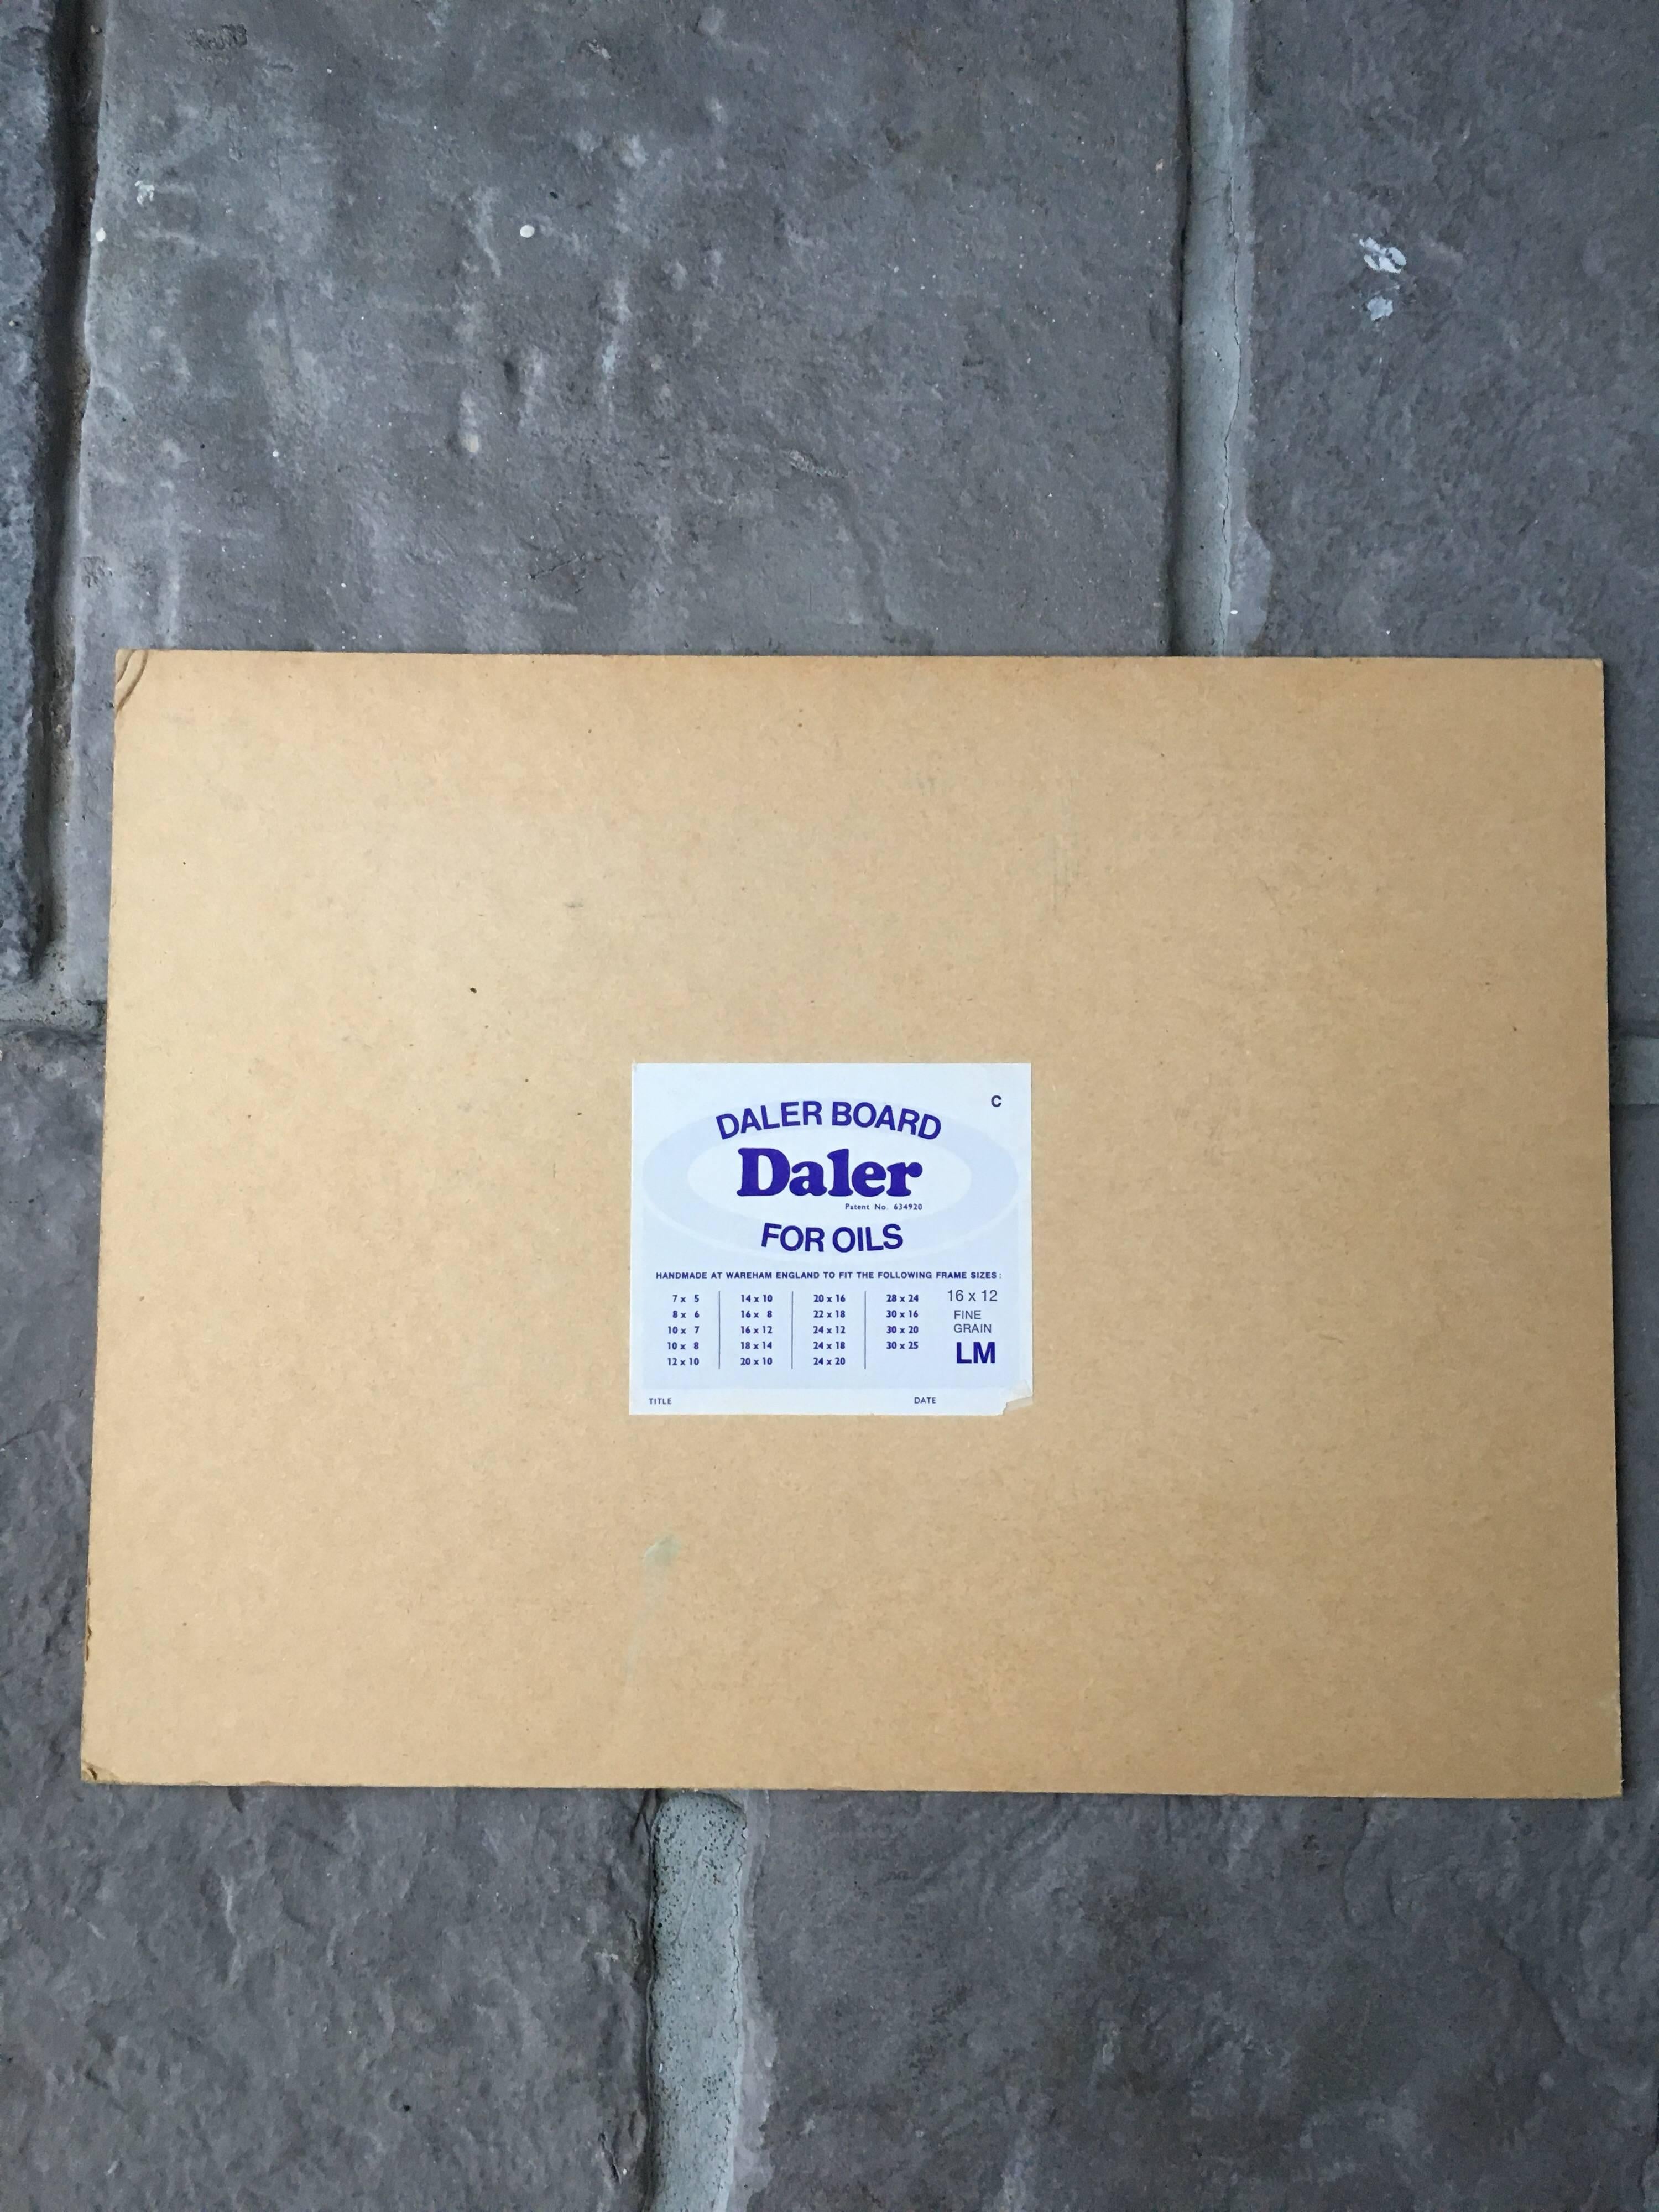 C
DALER BOARD
Daler
Patent No. 634920
FOR OILS
HANDMADE AT WAREHAM ENGLAND TO FIT THE FOLLOWING FRAME SIZES:
7 x 5 14 x 10 20 x 16 28 x 24 16 x 12
8 x 6 16 x 8 22 x 18 30 x 16 FINE
10 x 7 16 x 12 24 x 12 30 x 20 GRAIN
10 x 8 18 x 14 24 x 18 30 x 25 LM
12 x 10 20 x 10 24 x 20
TITLE DATE